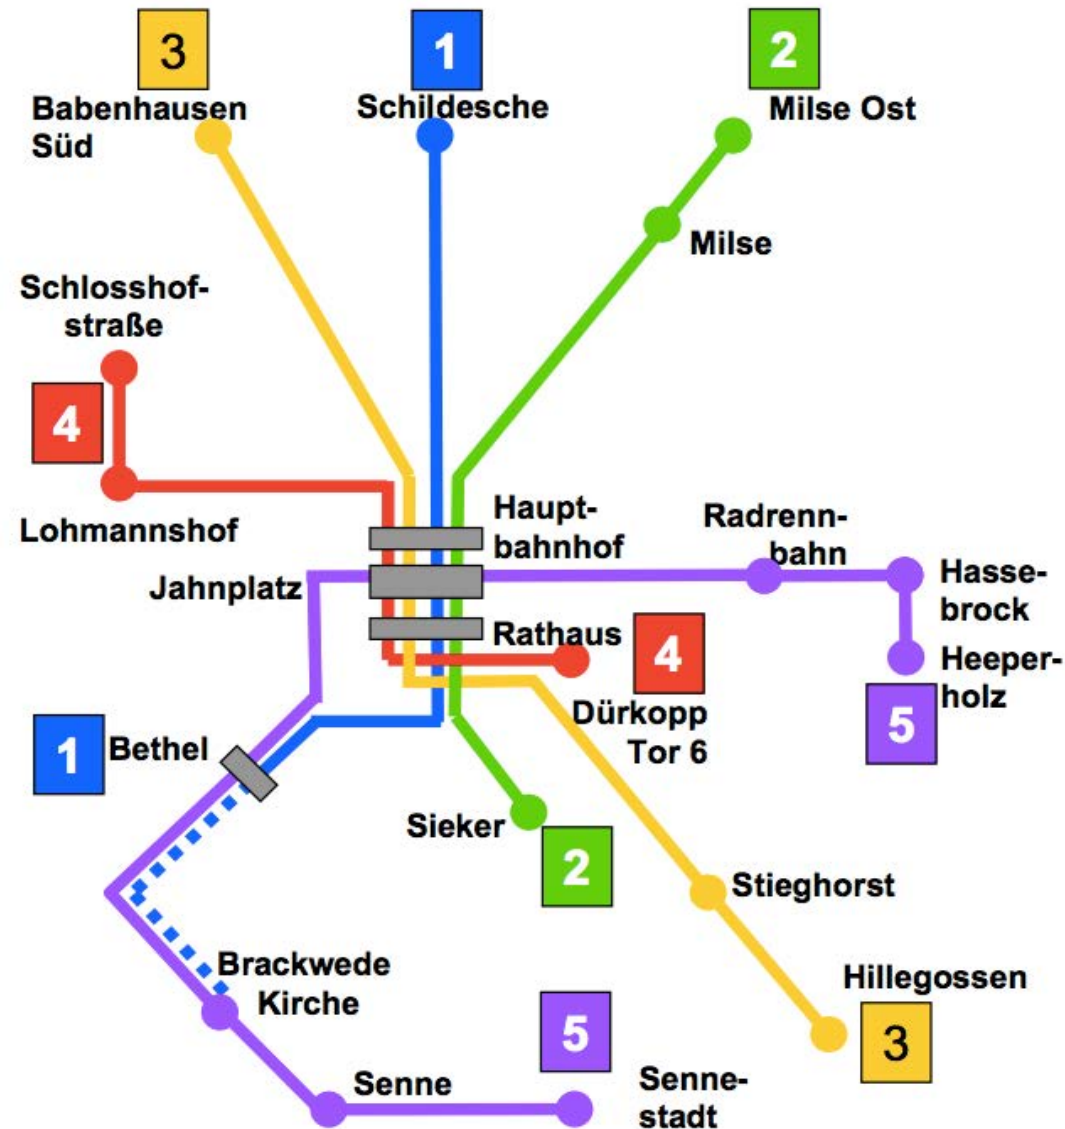 3
1
2
Babenhausen
Süd
Schildesche
Milse Ost
Milse
Schlosshof-
straße
4
Lohmannshof
Haupt-
bahnhof
Radrenn-
bahn
Jahnplatz
Hasse-
brock
Rathaus
4
Heeper-
holz
Dürkopp
Tor 6
5
1
Bethel
Sieker
2
Stieghorst
Brackwede
Kirche
Hillegossen
3
5
Senne
Senne-
stadt